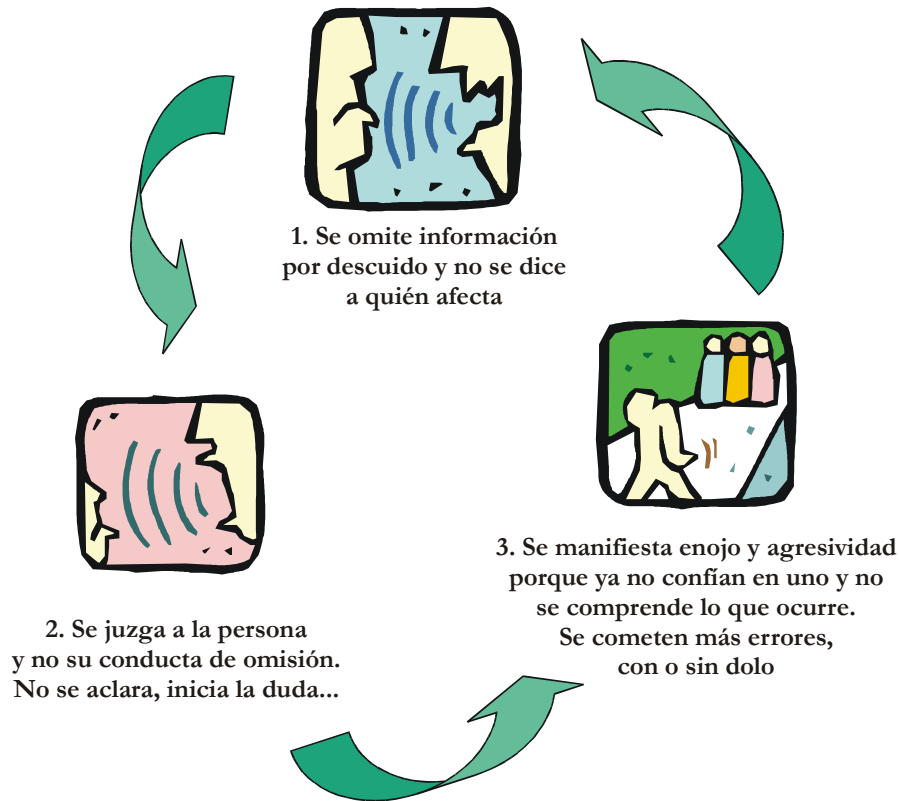 1. Se omite información
por descuido y no se dice
a quién afecta
2. Se juzga a la persona
y no su conducta de omisión.
No se aclara, inicia la duda...
3. Se manifiesta enojo y agresividad
porque ya no confían en uno y no
se comprende lo que ocurre.
Se cometen más errores,
con o sin dolo